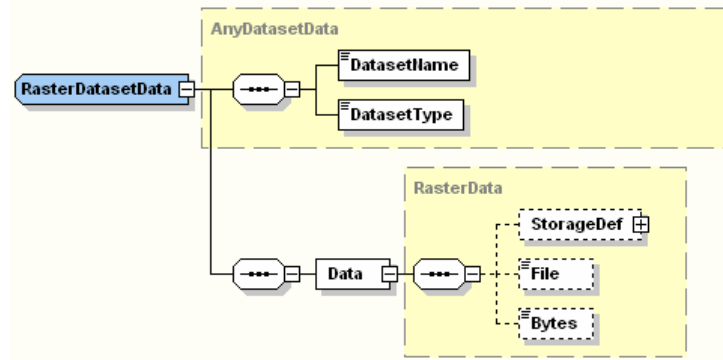 AnyDatasetData
DatasetName
RasterDatasetData
DatasetType
RasterData
StorageDef
Data
File
Bytes